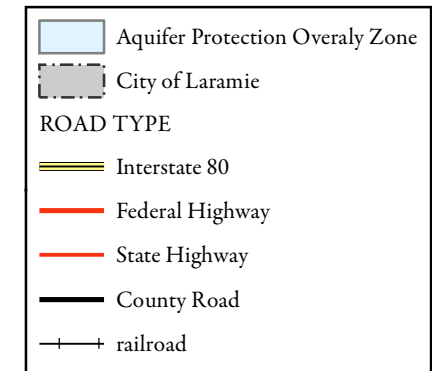 Aquifer Protection Overaly Zone
City of Laramie
ROAD TYPE
Interstate 80
Federal Highway
State Highway
County Road
railroad